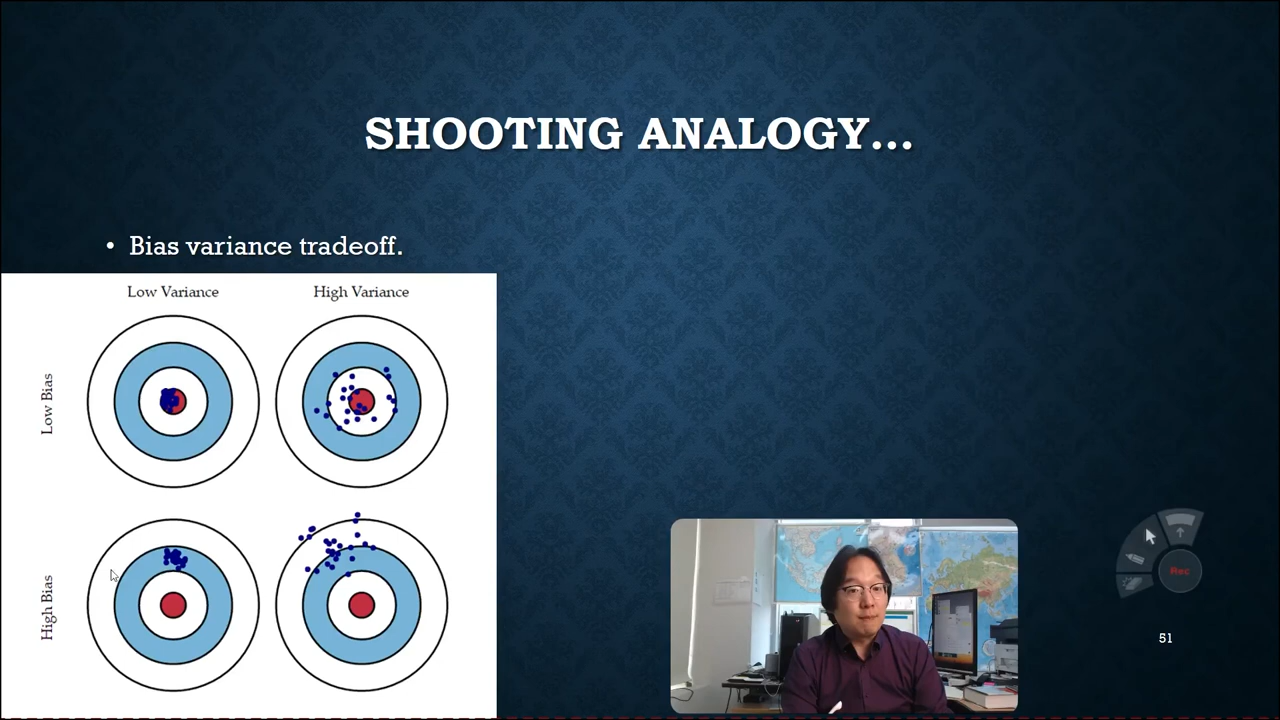 SHOOTING ANALOGY...
• Bias variance tradeoff.
Low Variance
High Variance
Low Bias
High Bias
Rec
51